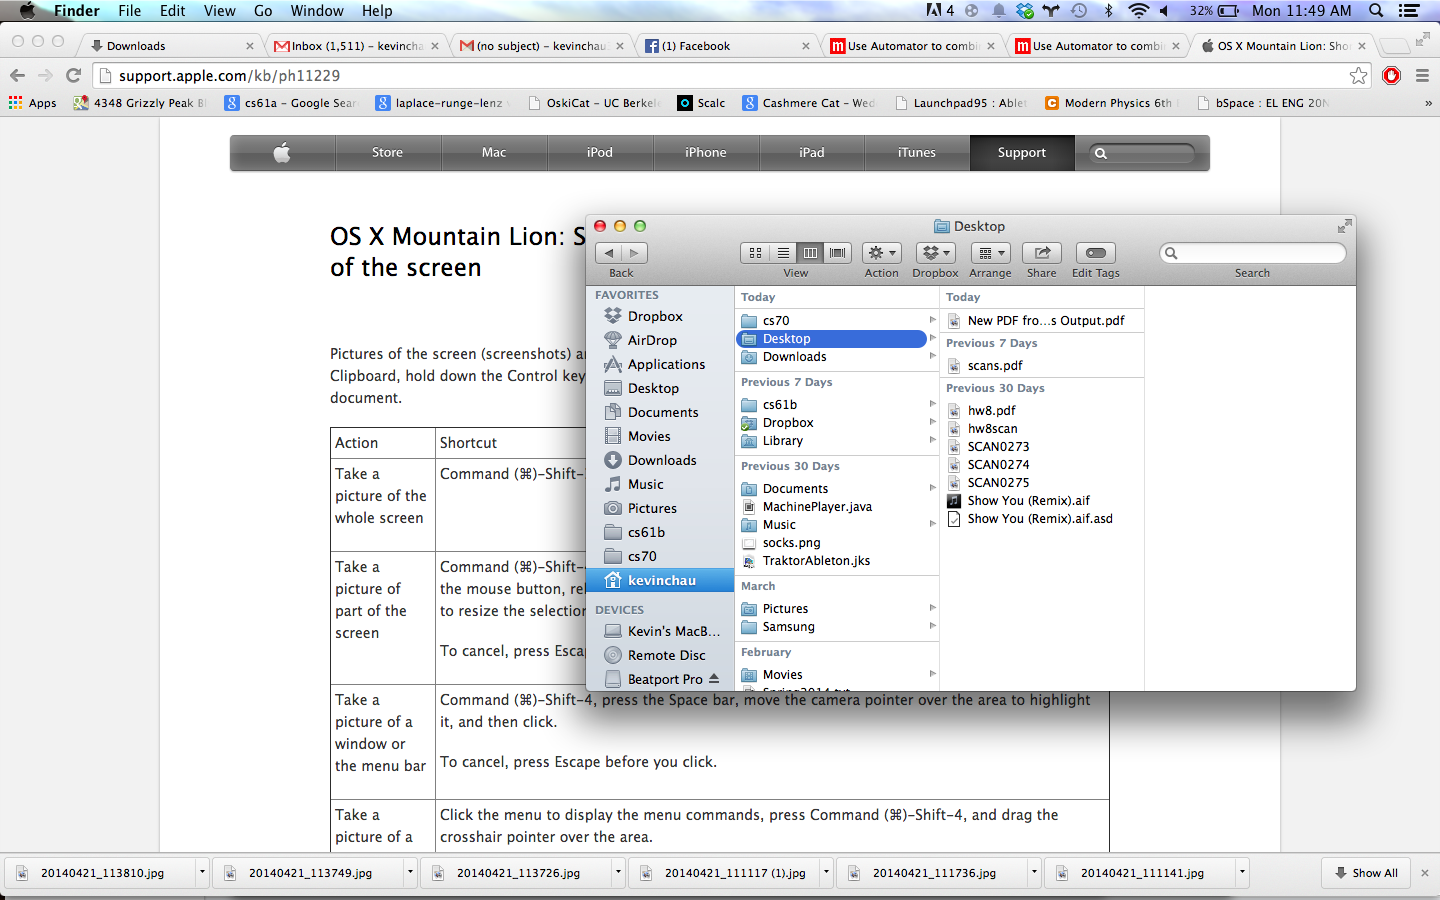 Finder File Edit View Go Window Help
4 32% Mon 11:49 AM
Downloads × Inbox (1,511) – kevincha × (no subject) – kevinchau × (1) Facebook × Use Automator to combi × Use Automator to combi × OS X Mountain Lion: Sho ×
support.apple.com/kb/ph11229
Apps 4348 Grizzly Peak B cs61a – Google Sear laplace-runge-lenz OskiCat – UC Berkele Scalc Cashmere Cat – Wed Launchpad95 : Ablet Modern Physics 6th bSpace : EL ENG 20N »
Store Mac iPod iPhone iPad iTunes Support
OS X Mountain Lion: S
of the screen
Pictures of the screen (screenshots) a
Clipboard, hold down the Control key
document.
Action Shortcut
Take a
picture of the
whole screen
Command (⌘)-Shift-
Take a
picture of
part of the
screen
Command (⌘)-Shift-
the mouse button, rel
to resize the selection
To cancel, press Esca
Take a
picture of a
window or
the menu bar
Command (⌘)-Shift-4, press the Space bar, move the camera pointer over the area to highlight
it, and then click.
To cancel, press Escape before you click.
Take a
picture of a
Click the menu to display the menu commands, press Command (⌘)-Shift-4, and drag the
crosshair pointer over the area.
Desktop
Back View Action Dropbox Arrange Share Edit Tags Search
FAVORITES
Dropbox
AirDrop
Applications
Desktop
Documents
Movies
Downloads
Music
Pictures
cs61b
cs70
kevinchau
DEVICES
Kevin's MacB...
Remote Disc
Beatport Pro
Today
cs70
Desktop
Downloads
Previous 7 Days
cs61b
Dropbox
Library
Previous 30 Days
Documents
MachinePlayer.java
Music
socks.png
TraktorAbleton.jks
March
Pictures
Samsung
February
Movies
Spring2014.txt
Today
New PDF fro...s Output.pdf
Previous 7 Days
scans.pdf
Previous 30 Days
hw8.pdf
hw8scan
SCAN0273
SCAN0274
SCAN0275
Show You (Remix).aif
Show You (Remix).aif.asd
20140421_113810.jpg 20140421_113749.jpg 20140421_113726.jpg 20140421_111117 (1).jpg 20140421_111736.jpg 20140421_111141.jpg Show All ×